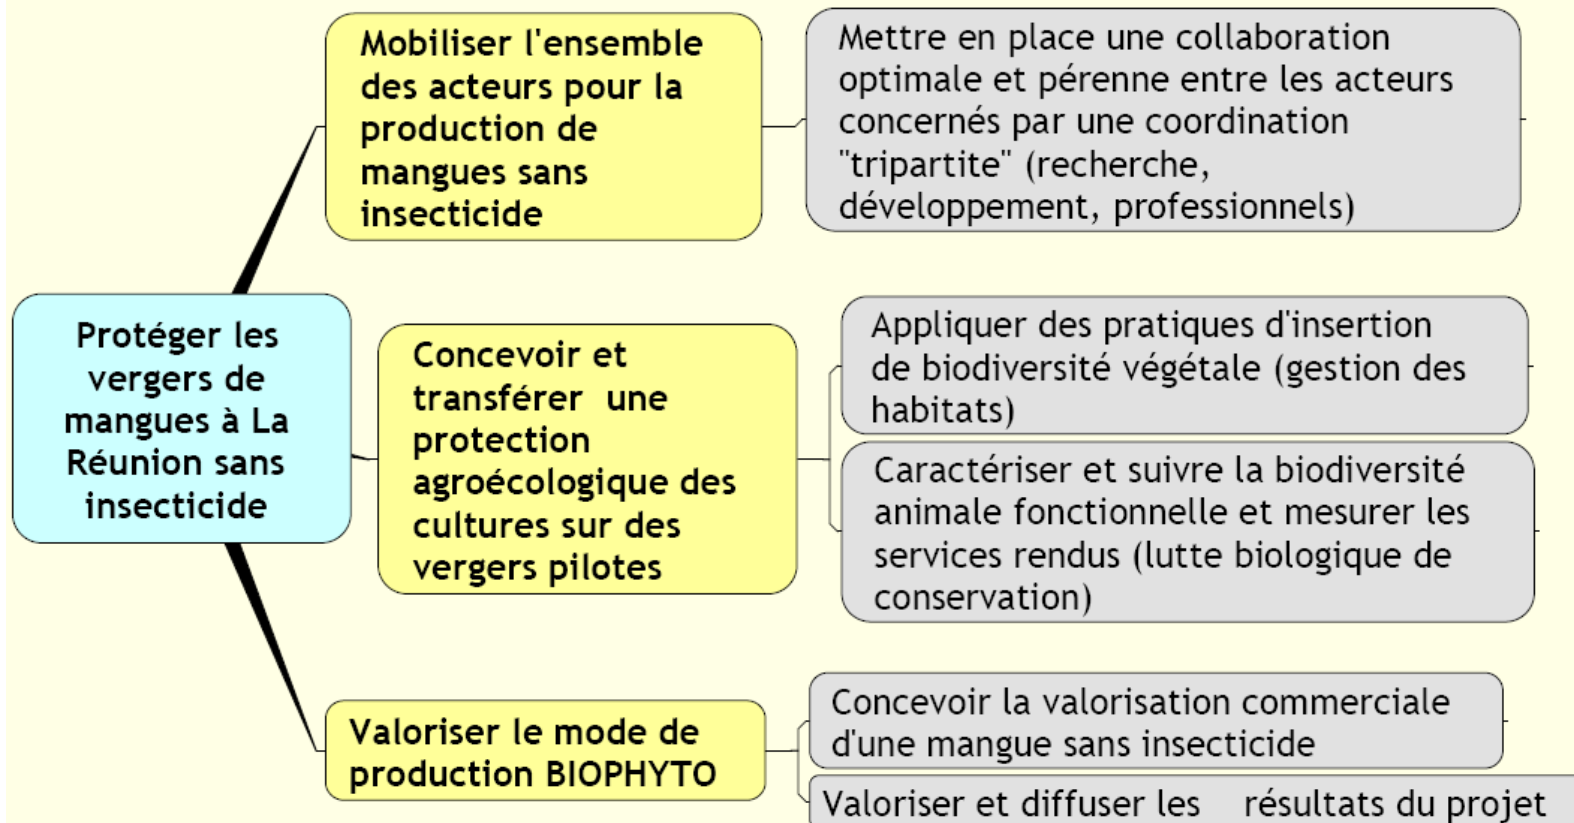 Protéger les
vergers de
mangues à La
Réunion sans
insecticide
Mobiliser l'ensemble
des acteurs pour la
production de
mangues sans
insecticide
Mettre en place une collaboration
optimale et pérenne entre les acteurs
concernés par une coordination
"tripartite" (recherche,
développement, professionnels)
Concevoir et
transférer une
protection
agroécologique des
cultures sur des
vergers pilotes
Appliquer des pratiques d'insertion
de biodiversité végétale (gestion des
habitats)
Caractériser et suivre la biodiversité
animale fonctionnelle et mesurer les
services rendus (lutte biologique de
conservation)
Valoriser le mode de
production BIOPHYTO
Concevoir la valorisation commerciale
d'une mangue sans insecticide
Valoriser et diffuser les résultats du projet